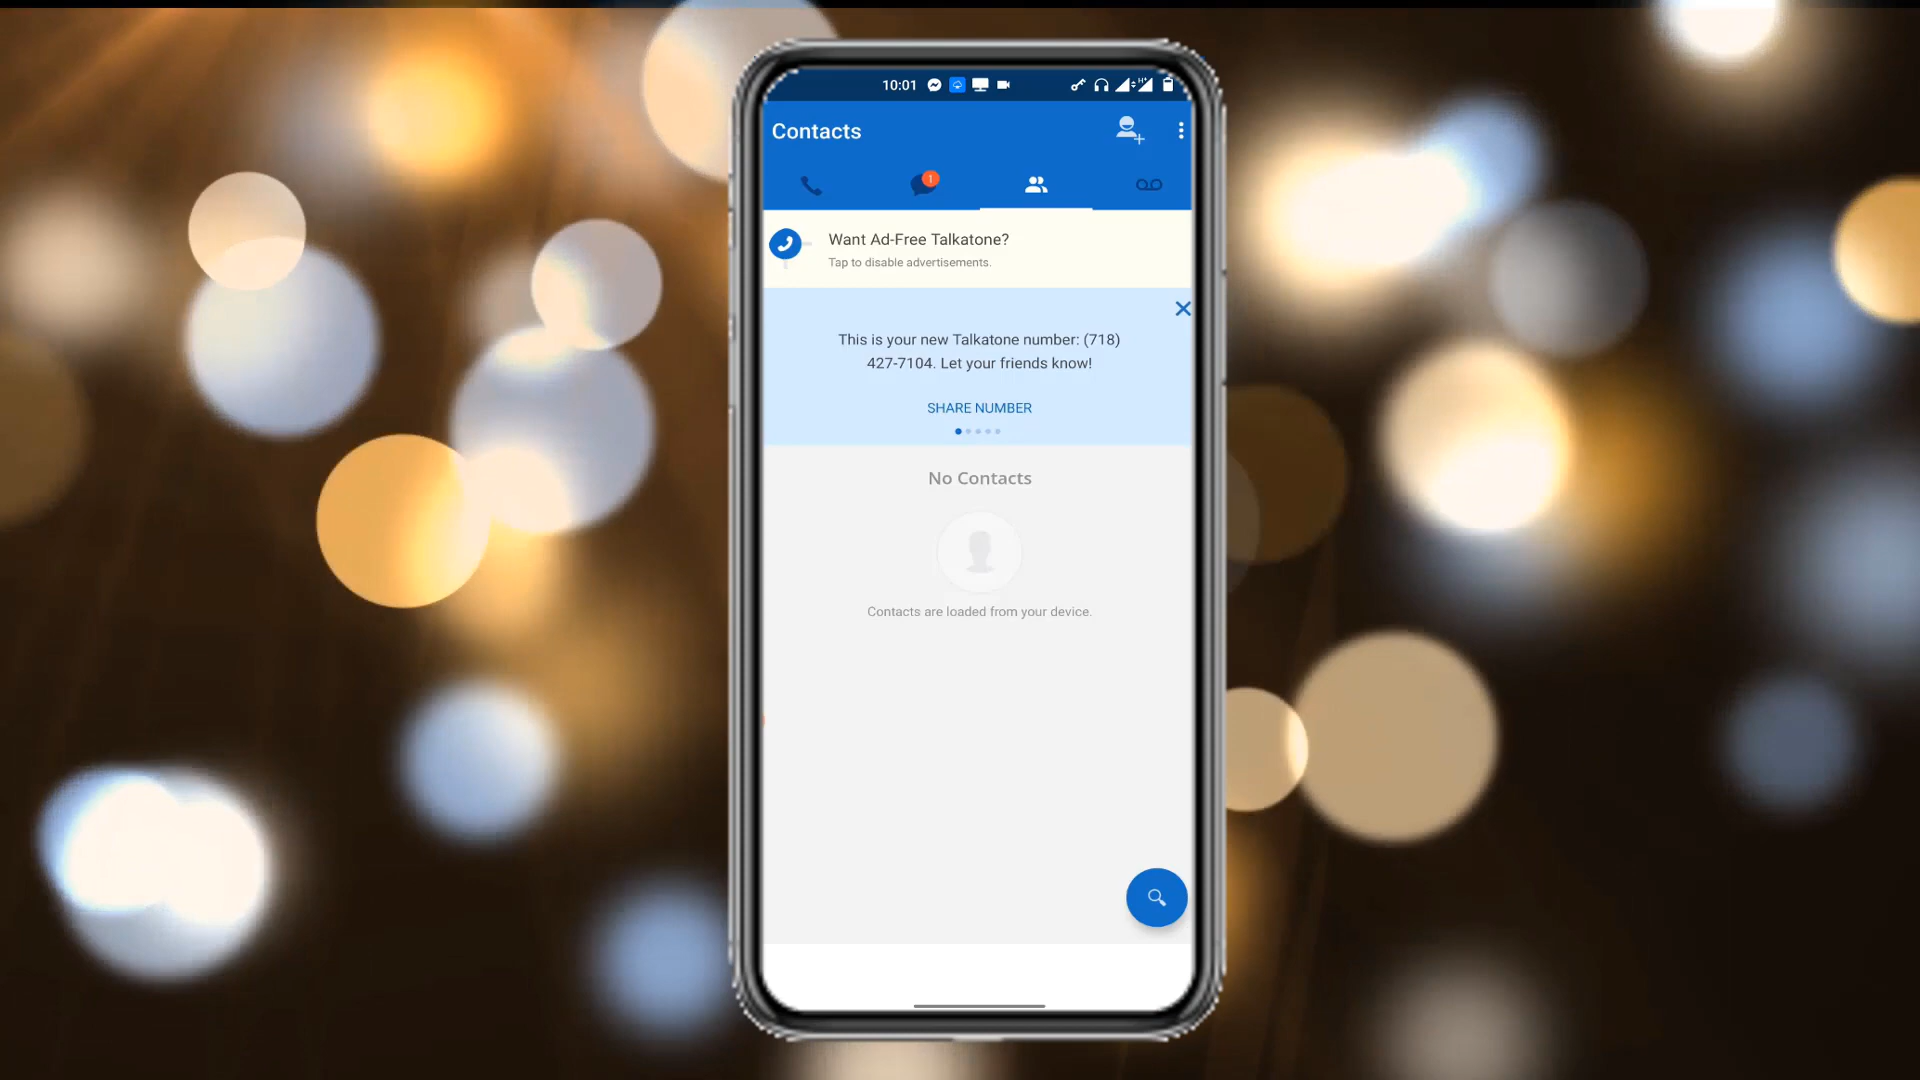 10:01
Contacts
1
Want Ad-Free Talkatone?
Tap to disable advertisements.
This is your new Talkatone number: (718)
427-7104. Let your friends know!
SHARE NUMBER
No Contacts
Contacts are loaded from your device.